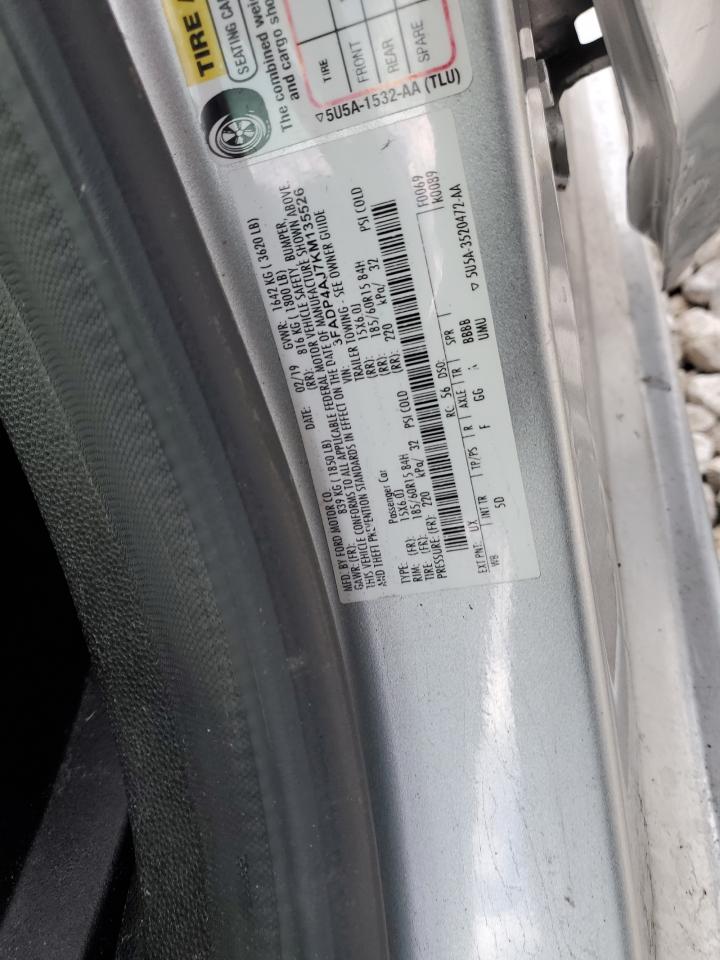 TIRE A
SEATING CAPA
The combined weig
and cargo sho
TIRE
FRONT
REAR
SPARE
5U5A-1532-AA (TLU)
MFD. BY FORD MOTOR CO.
DATE: 02/19 GVWR: 1642 KG ( 3620 LB)
GAWR: (FR): 839 KG ( 1850 LB) (RR): 816 KG ( 1800 LB)
THIS VEHICLE CONFORMS TO ALL APPLICABLE FEDERAL MOTOR VEHICLE SAFETY, BUMPER,
AND THEFT PREVENTION STANDARDS IN EFFECT ON THE DATE OF MANUFACTURE SHOWN ABOVE.
VIN: 3FADP4AJ7KM135526
TYPE: Passenger Car TRAILER TOWING - SEE OWNER GUIDE
RIM: (FR): 15X6.0J (RR): 15X6.0J
TIRE: (FR): 185/60R15 84H (RR): 185/60R15 84H
PRESSURE (FR): 220 kPa/ 32 PSI COLD (RR): 220 kPa/ 32 PSI COLD
F0069
K0089
EXT PNT: UX RC: 56 DSO:
WB INT TR TP/PS R AXLE TR SPR
5D F GG BBBB
UMU
5U5A-3520472-AA